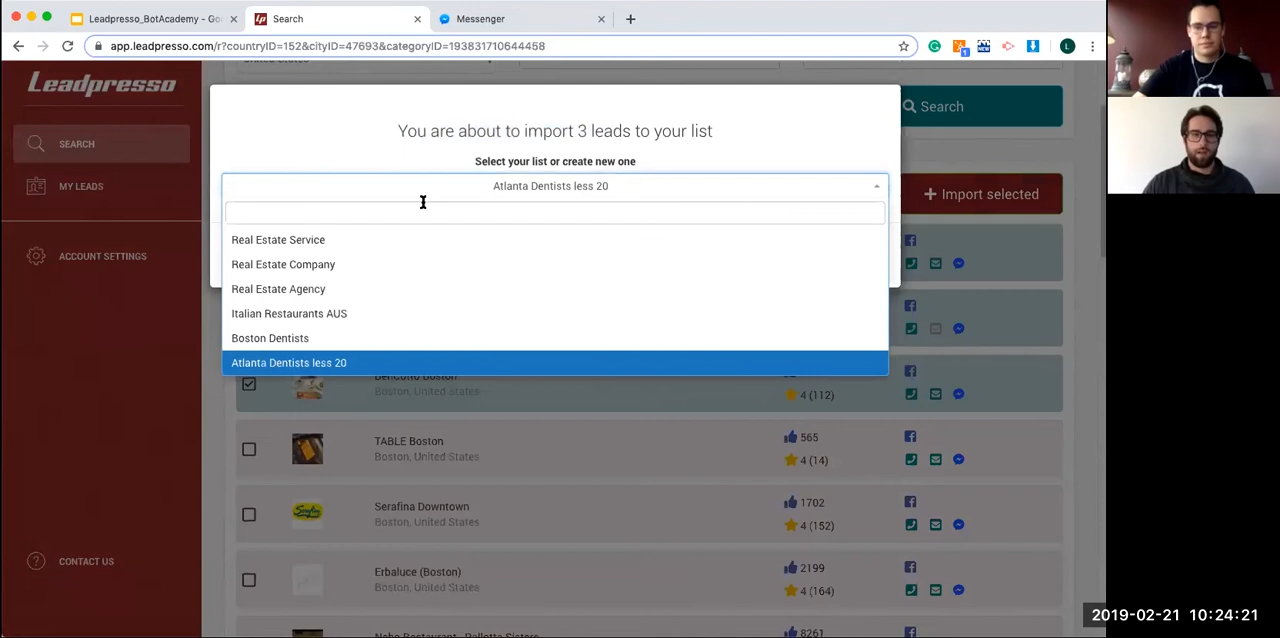 Leadpresso_BotAcademy - Go
Search
Messenger
app.leadpresso.com/r?countryID=152&cityID=47693&categoryID=193831710644458
1
NEW
L
Leadpresso
SEARCH
MY LEADS
ACCOUNT SETTINGS
CONTACT US
Search
You are about to import 3 leads to your list
Select your list or create new one
Atlanta Dentists less 20
+ Import selected
Real Estate Service
Real Estate Company
Real Estate Agency
Italian Restaurants AUS
Boston Dentists
Atlanta Dentists less 20
Boston, United States
4 (112)
TABLE Boston
Boston, United States
565
4 (14)
Serafina Downtown
Boston, United States
1702
4 (152)
Erbaluce (Boston)
Boston, United States
2199
4 (164)
8261
2019-02-21 10:24:21